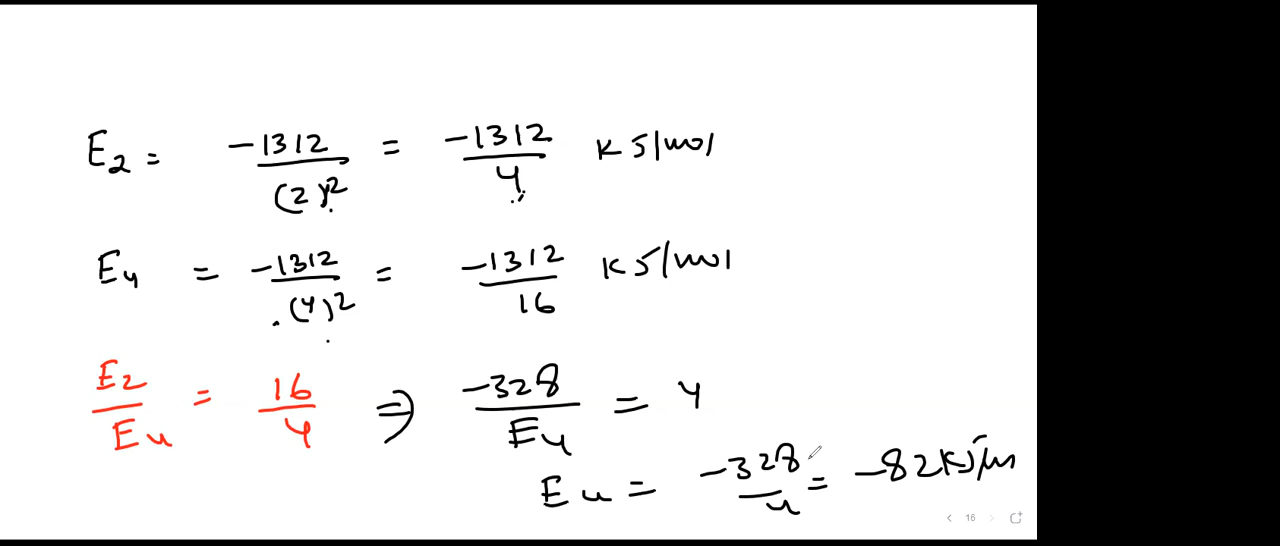 E₂ = -1312/(2)² = -1312/4 kJ/mol
E₄ = -1312/(4)² = -1312/16 kJ/mol
E₂/E₄ = 16/4 ⇒ -328/E₄ = 4
E₄ = -328/4 = -82 kJ/m
16